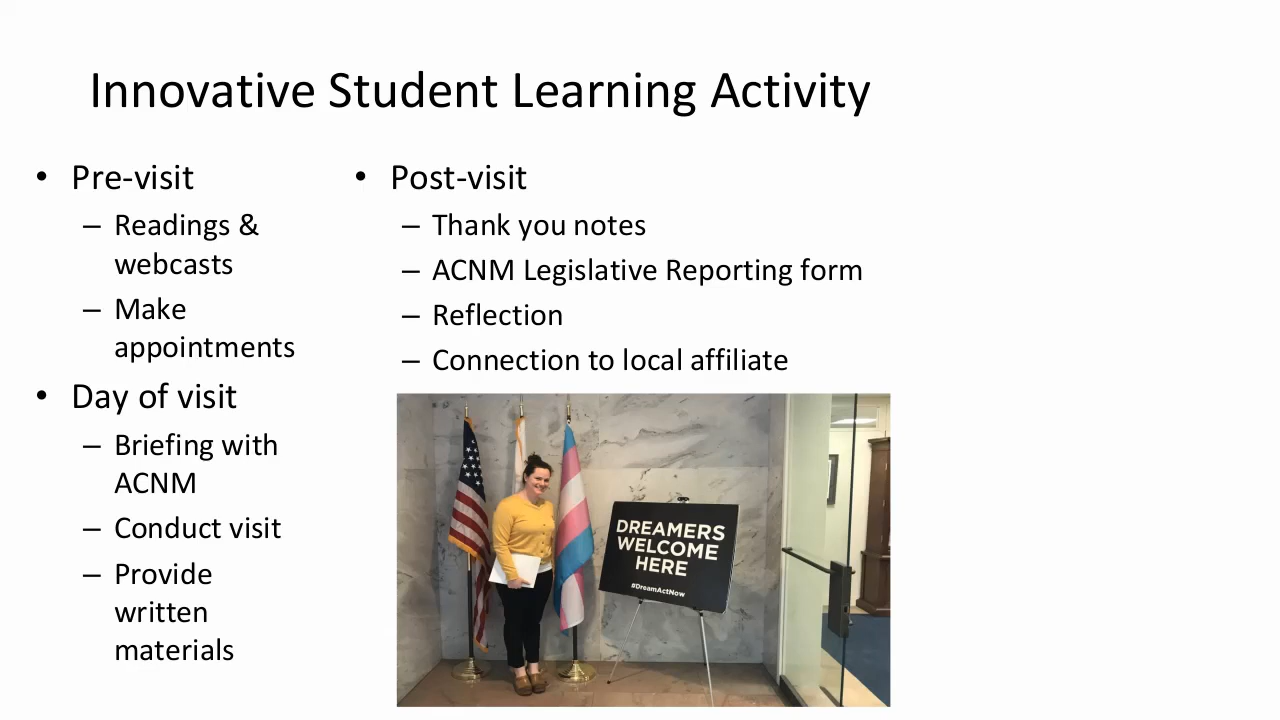 Innovative Student Learning Activity
• Pre-visit
– Readings &
webcasts
– Make
appointments
• Day of visit
– Briefing with
ACNM
– Conduct visit
– Provide
written
materials
• Post-visit
– Thank you notes
– ACNM Legislative Reporting form
– Reflection
– Connection to local affiliate
DREAMERS
WELCOME
HERE
#DreamActNow